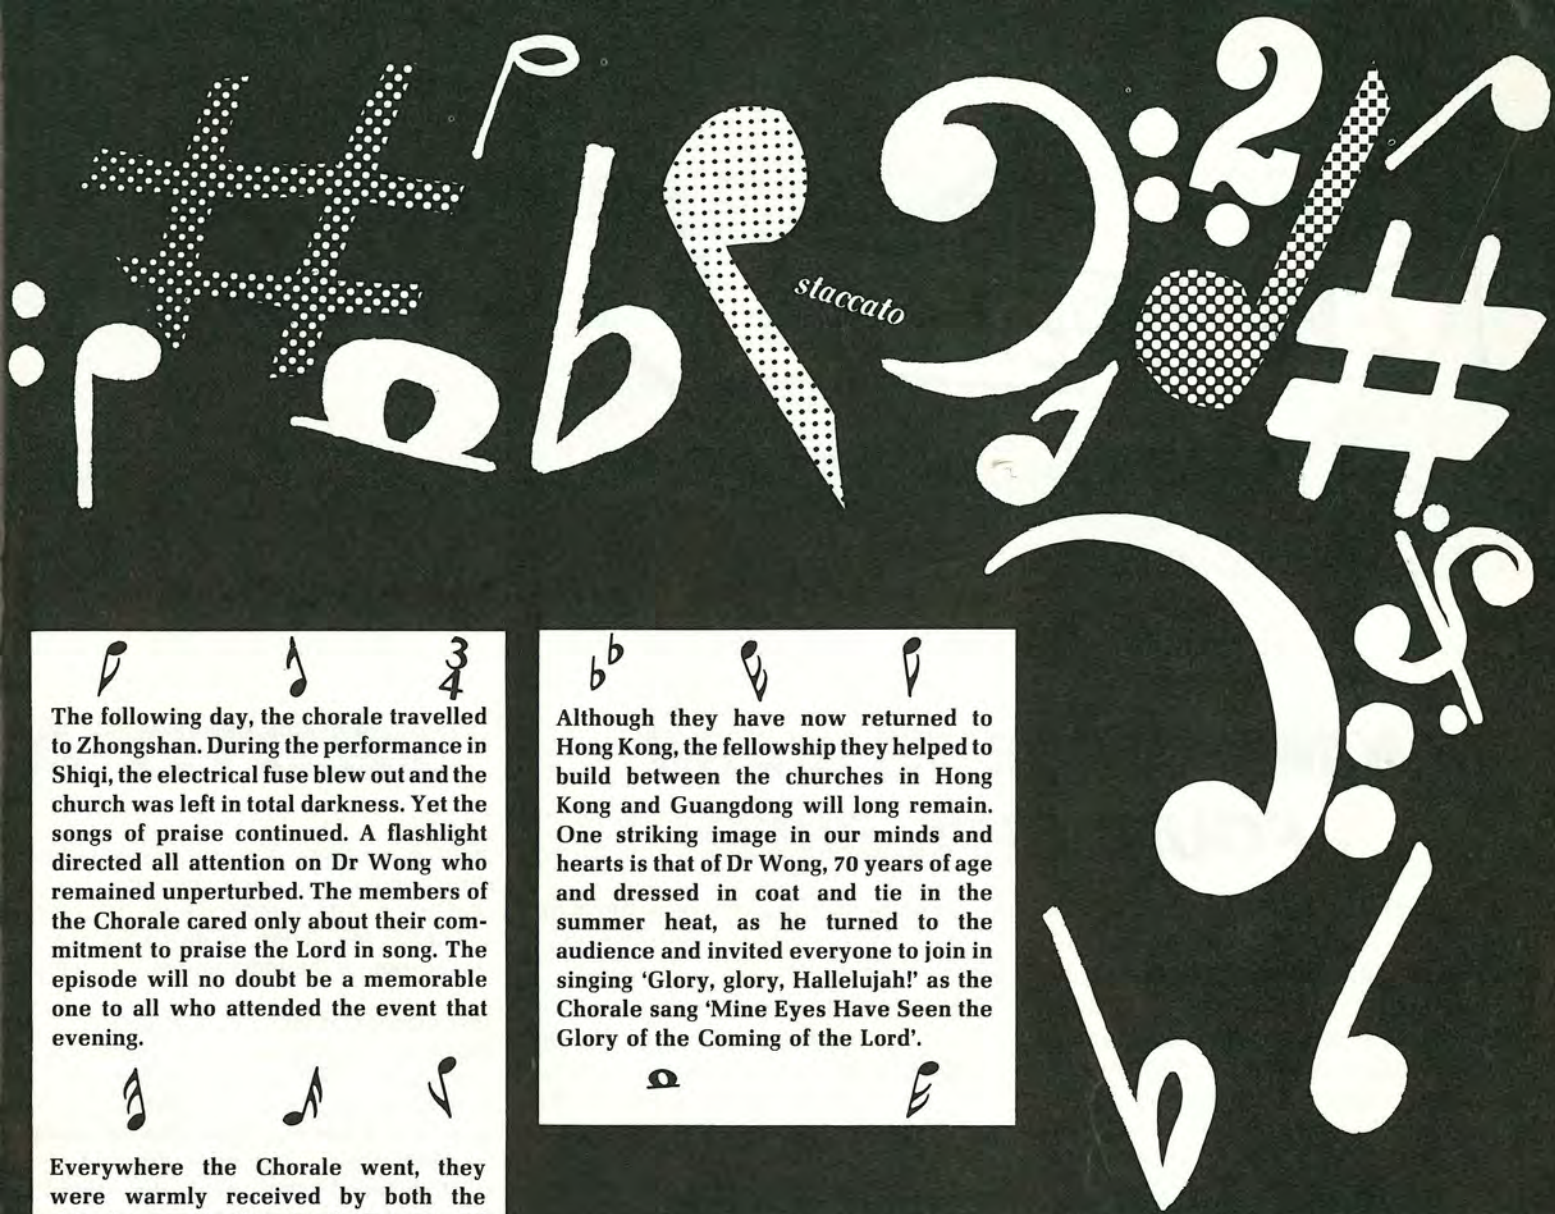 staccato
2
3
4
The following day, the chorale travelled
to Zhongshan. During the performance in
Shiqi, the electrical fuse blew out and the
church was left in total darkness. Yet the
songs of praise continued. A flashlight
directed all attention on Dr Wong who
remained unperturbed. The members of
the Chorale cared only about their com-
mitment to praise the Lord in song. The
episode will no doubt be a memorable
one to all who attended the event that
evening.
Everywhere the Chorale went, they
were warmly received by both the
Although they have now returned to
Hong Kong, the fellowship they helped to
build between the churches in Hong
Kong and Guangdong will long remain.
One striking image in our minds and
hearts is that of Dr Wong, 70 years of age
and dressed in coat and tie in the
summer heat, as he turned to the
audience and invited everyone to join in
singing ‘Glory, glory, Hallelujah!’ as the
Chorale sang ‘Mine Eyes Have Seen the
Glory of the Coming of the Lord’.